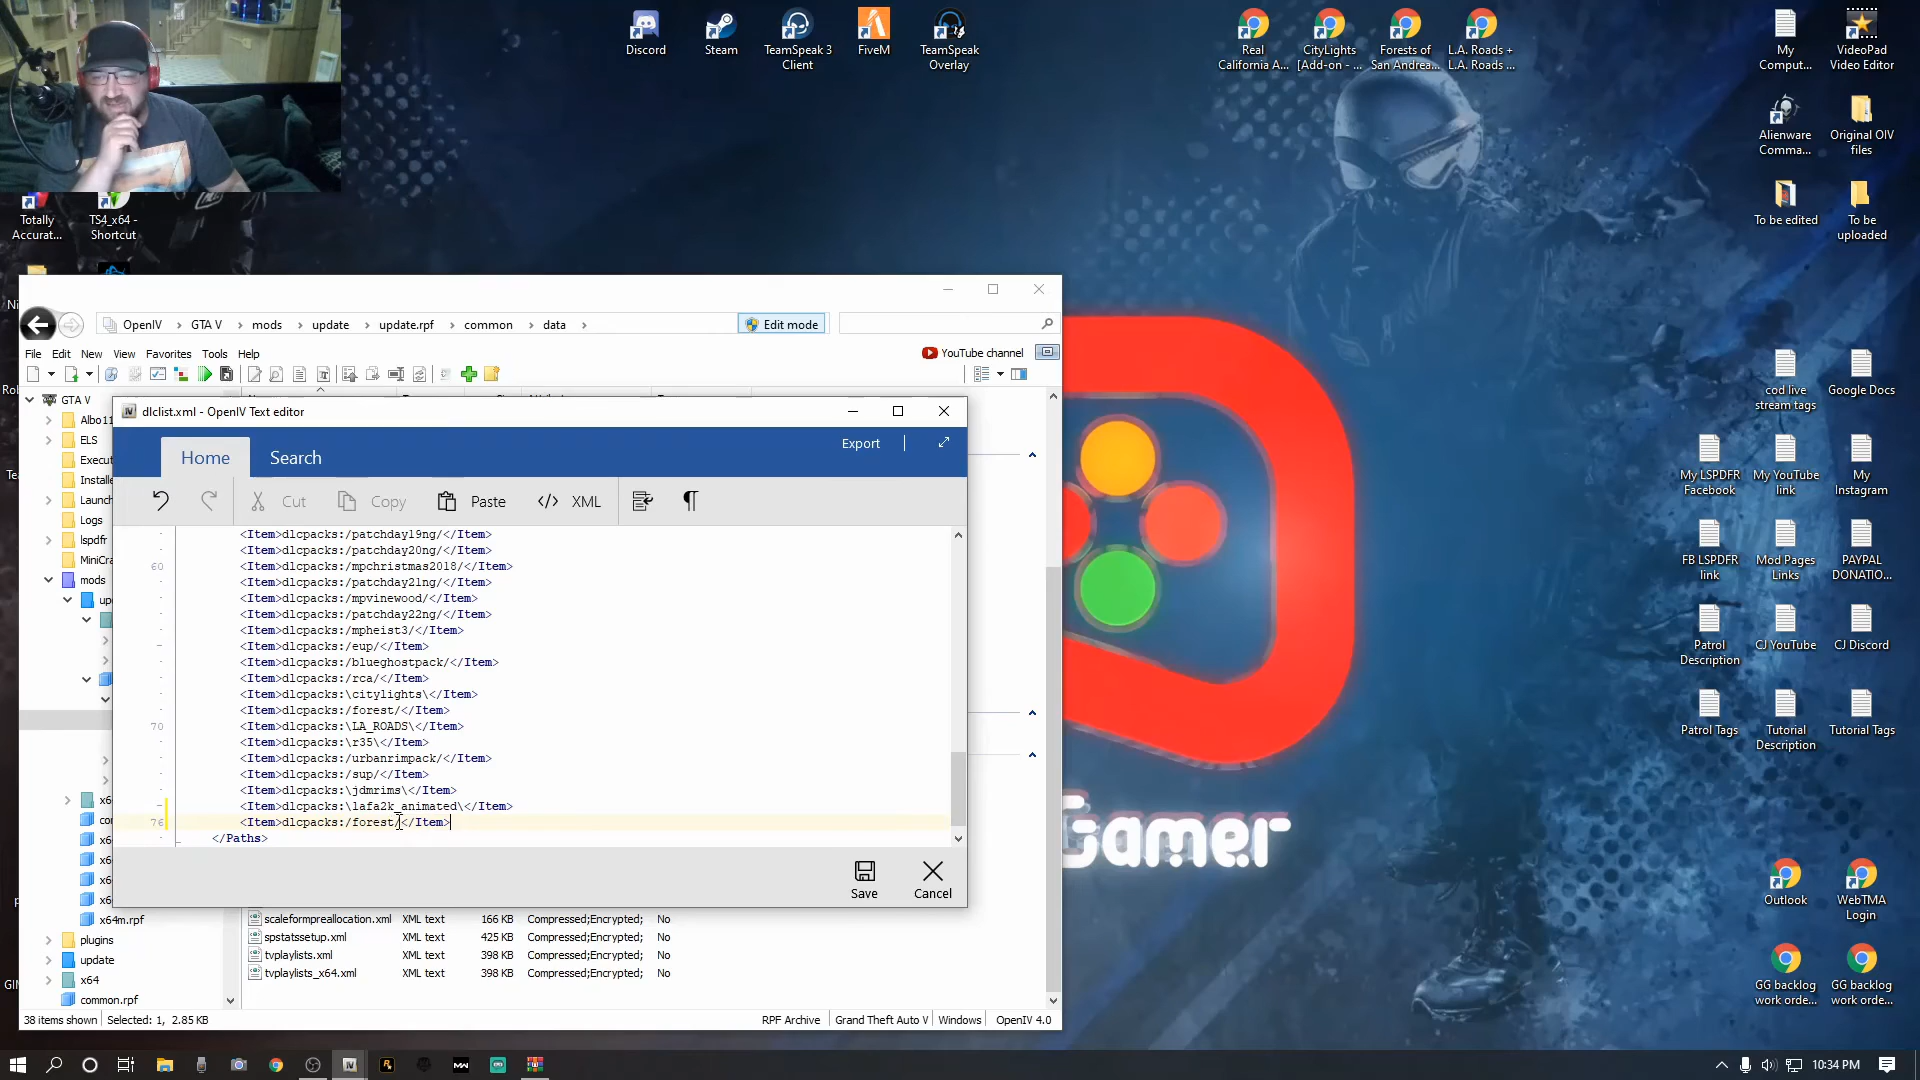 Discord
Steam
TeamSpeak 3
Client
FiveM
TeamSpeak
Overlay
Real
California A...
CityLights
[Add-on - ...
Forests of
San Andrea...
L.A. Roads +
L.A. Roads ...
My
Comput...
VideoPad
Video Editor
Alienware
Comma...
Original OIV
files
To be edited
To be
uploaded
Totally
Accurat...
TS4_x64 -
Shortcut
OpenIV
GTA V
mods
update
update.rpf
common
data
Edit mode
File
Edit
New
View
Favorites
Tools
Help
YouTube channel
GTA V
Albo11
ELS
Execut
Installe
Launch
Logs
lspdfr
MiniCra
mods
x64m.rpf
plugins
update
x64
common.rpf
dlclist.xml - OpenIV Text editor
Home
Search
Export
Cut
Copy
Paste
XML
<Item>dlcpacks:/patchday19ng/</Item>
<Item>dlcpacks:/patchday20ng/</Item>
60 <Item>dlcpacks:/mpchristmas2018/</Item>
<Item>dlcpacks:/patchday21ng/</Item>
<Item>dlcpacks:/mpvinewood/</Item>
<Item>dlcpacks:/patchday22ng/</Item>
<Item>dlcpacks:/mpheist3/</Item>
<Item>dlcpacks:/eup/</Item>
<Item>dlcpacks:/blueghostpack/</Item>
<Item>dlcpacks:/rca/</Item>
<Item>dlcpacks:\citylights\</Item>
<Item>dlcpacks:/forest/</Item>
70 <Item>dlcpacks:\LA_ROADS\</Item>
<Item>dlcpacks:\r35\</Item>
<Item>dlcpacks:/urbanrimpack/</Item>
<Item>dlcpacks:/sup/</Item>
<Item>dlcpacks:\jdmrims\</Item>
<Item>dlcpacks:\lafa2k_animated\</Item>
76 <Item>dlcpacks:/forest/</Item>
</Paths>
Save
Cancel
scaleformpreallocation.xml XML text 166 KB Compressed;Encrypted; No
spstatssetup.xml XML text 425 KB Compressed;Encrypted; No
tvplaylists.xml XML text 398 KB Compressed;Encrypted; No
tvplaylists_x64.xml XML text 398 KB Compressed;Encrypted; No
38 items shown
Selected: 1, 2.85 KB
RPF Archive
Grand Theft Auto V
Windows
OpenIV 4.0
Gamer
cod live
stream tags
Google Docs
My LSPDFR
Facebook
My YouTube
link
My
Instagram
FB LSPDFR
link
Mod Pages
Links
PAYPAL
DONATIO...
Patrol
Description
CJ YouTube
CJ Discord
Patrol Tags
Tutorial
Description
Tutorial Tags
Outlook
WebTMA
Login
GG backlog
work orde...
GG backlog
work orde...
10:34 PM